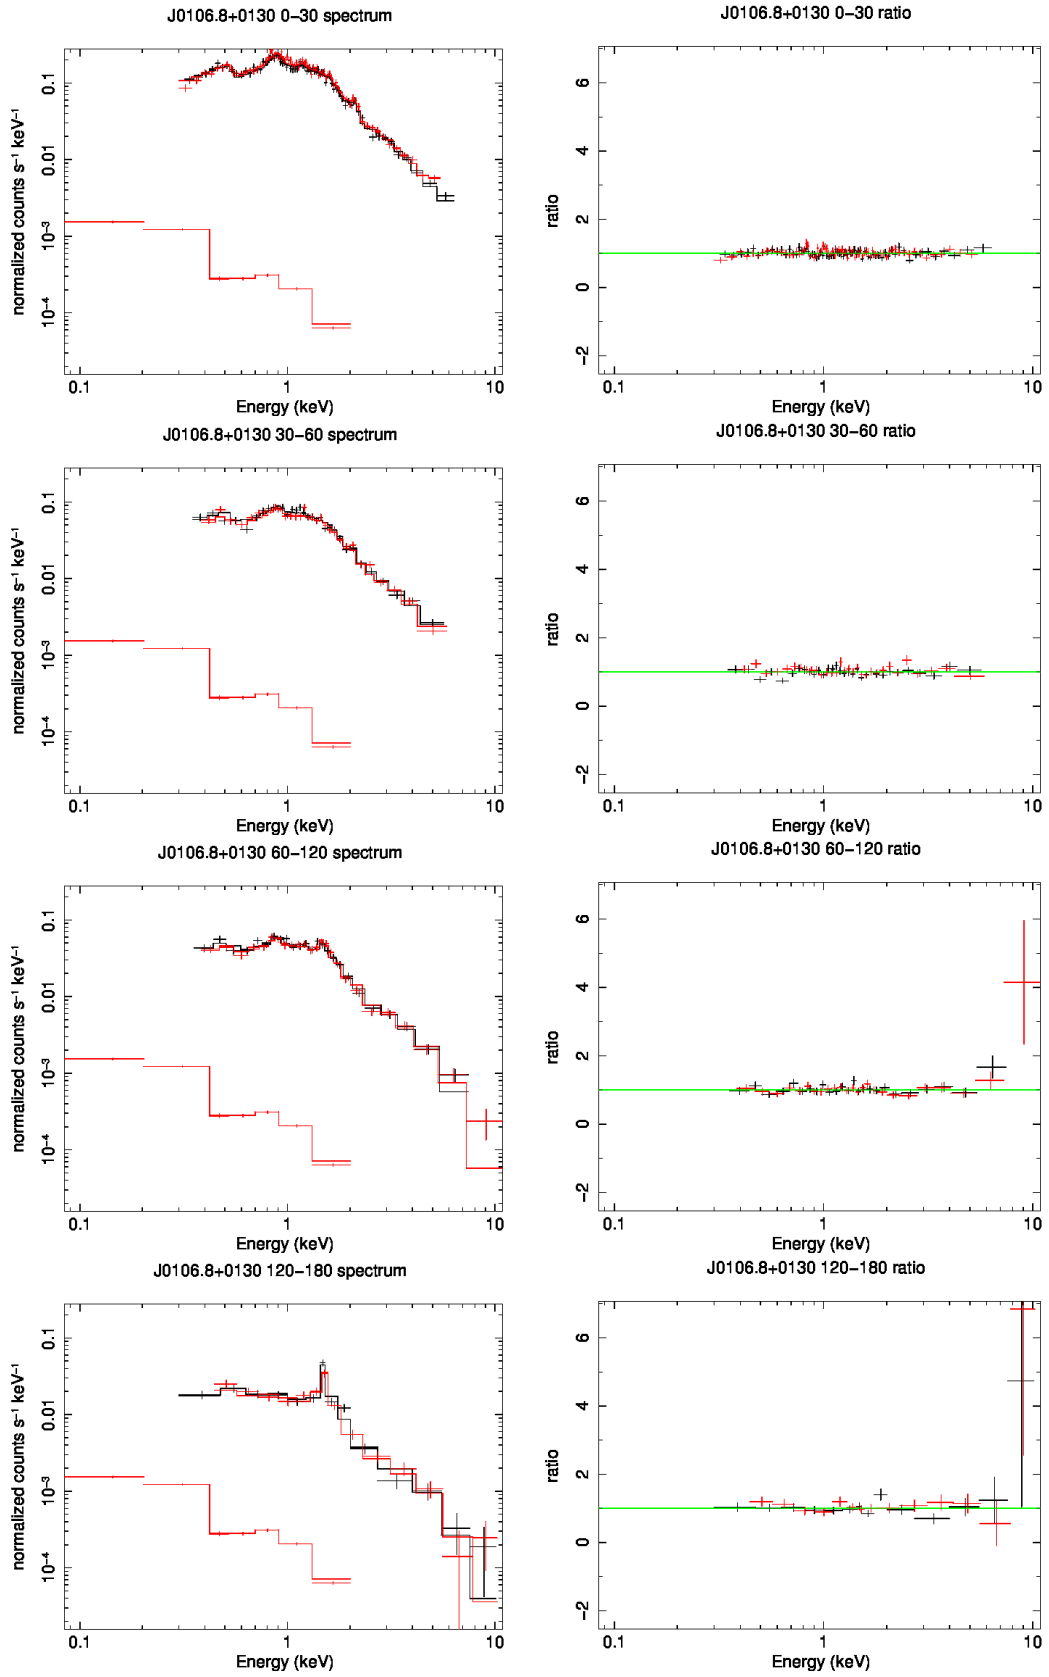 J0106.8+0130 0−30 spectrum
J0106.8+0130 0−30 ratio
normalized counts s⁻¹ keV⁻¹
0.1
0.01
10⁻³
10⁻⁴
0.1
1
10
Energy (keV)
ratio
6
4
2
0
−2
0.1
1
10
Energy (keV)
J0106.8+0130 30−60 spectrum
J0106.8+0130 30−60 ratio
normalized counts s⁻¹ keV⁻¹
0.1
0.01
10⁻³
10⁻⁴
0.1
1
10
Energy (keV)
ratio
6
4
2
0
−2
0.1
1
10
Energy (keV)
J0106.8+0130 60−120 spectrum
J0106.8+0130 60−120 ratio
normalized counts s⁻¹ keV⁻¹
0.1
0.01
10⁻³
10⁻⁴
0.1
1
10
Energy (keV)
ratio
6
4
2
0
−2
0.1
1
10
Energy (keV)
J0106.8+0130 120−180 spectrum
J0106.8+0130 120−180 ratio
normalized counts s⁻¹ keV⁻¹
0.1
0.01
10⁻³
10⁻⁴
0.1
1
10
Energy (keV)
ratio
6
4
2
0
−2
0.1
1
10
Energy (keV)